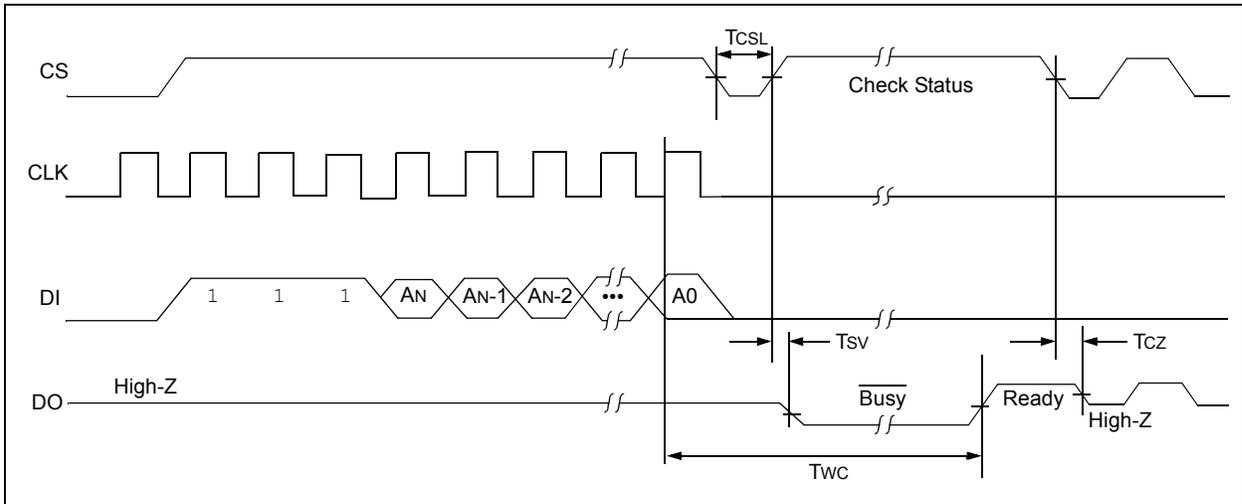 TCSL
CS
Check Status
CLK
DI
1 1 1 AN AN-1 AN-2 ••• A0
TSV
TCZ
High-Z
DO
Busy
Ready
High-Z
TWC